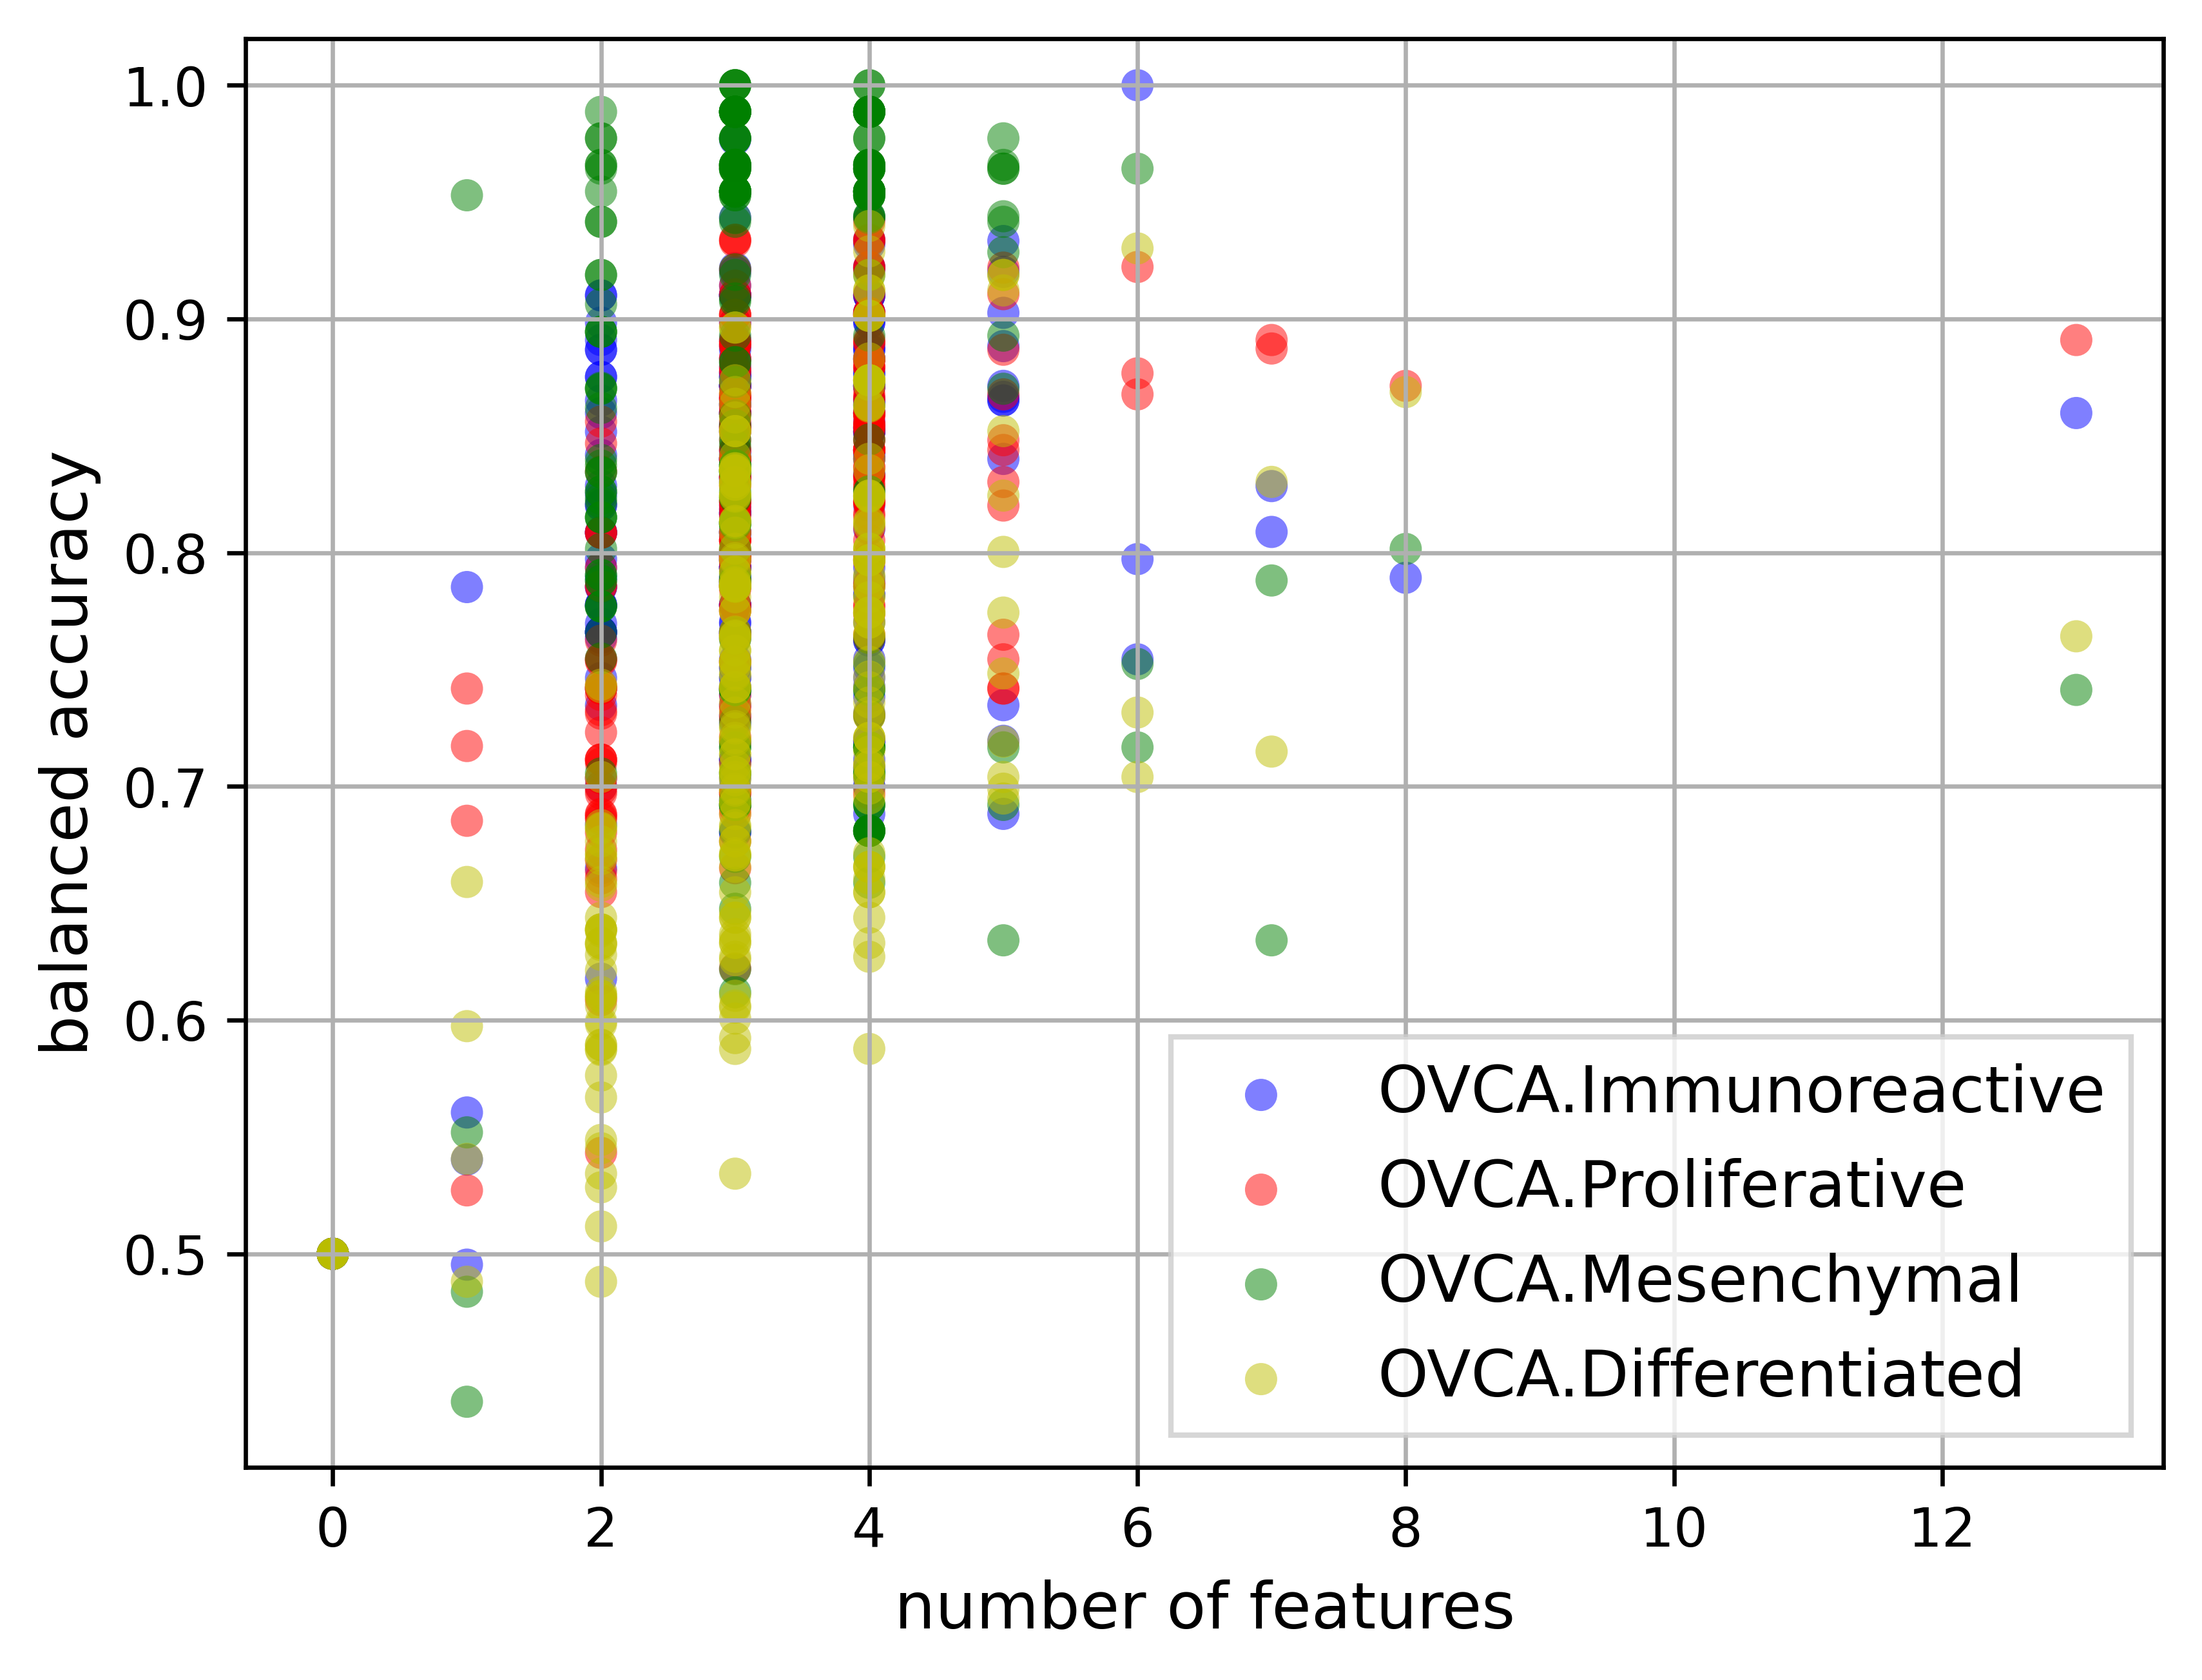 1.0
0.9
0.8
0.7
0.6
0.5
balanced accuracy
OVCA.Immunoreactive
OVCA.Proliferative
OVCA.Mesenchymal
OVCA.Differentiated
0 2 4 6 8 10 12
number of features